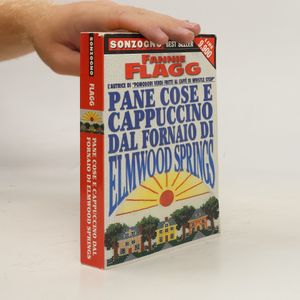 SONZOGNO BEST SELLER
FANNIE
FLAGG
L'AUTRICE DI "POMODORI VERDI FRITTI AL CAFFÈ DI WHISTLE STOP"
PANE COSE E
CAPPUCCINO
DAL FORNAIO DI
ELMWOOD SPRINGS
SONZOGNO
FLAGG
PANE COSE E CAPPUCCINO DAL
FORNAIO DI ELMWOOD SPRINGS